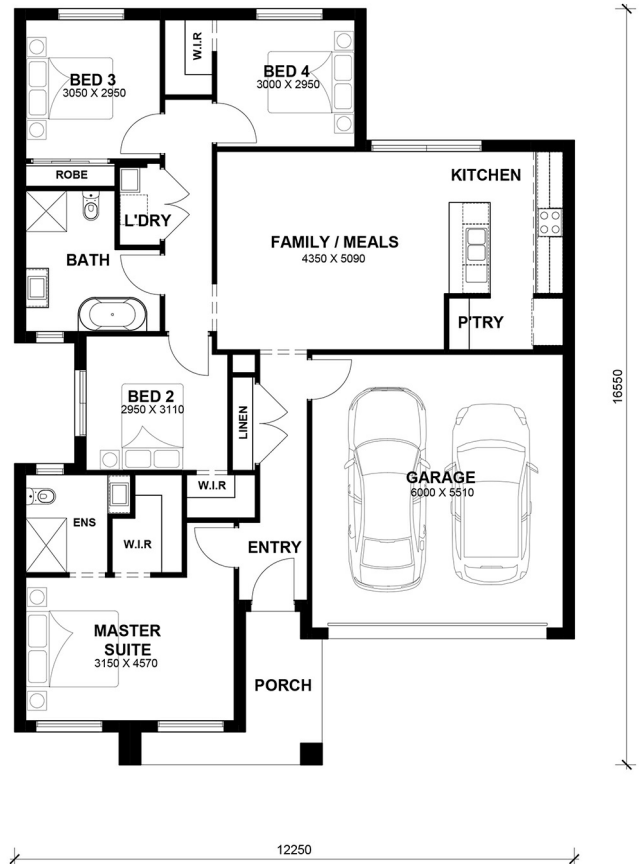 W.I.R
BED 3
3050 X 2950
BED 4
3000 X 2950
ROBE
L'DRY
KITCHEN
BATH
FAMILY / MEALS
4350 X 5090
P'TRY
16550
BED 2
2950 X 3110
LINEN
W.I.R
GARAGE
6000 X 5510
ENS
W.I.R
ENTRY
MASTER
SUITE
3150 X 4570
PORCH
12250